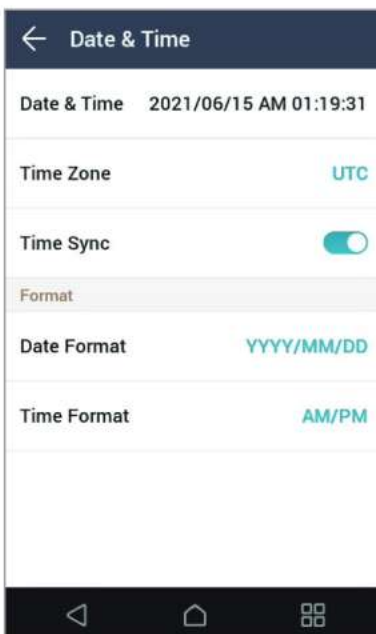 Date & Time
Date & Time 2021/06/15 AM 01:19:31
Time Zone UTC
Time Sync
Format
Date Format YYYY/MM/DD
Time Format AM/PM